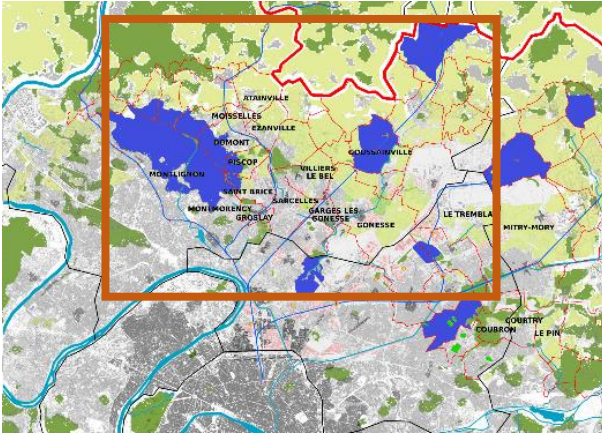 ATAINVILLE
MOISSELLES
EZANVILLE
DOMONT
GOUSSAINVILLE
PISCOP
MONTLIGNON
VILLIERS
LE BEL
SAINT BRICE
SARCELLES
MONTMORENCY
GROSLAY
GARGES LES
GONESSE
LE TREMBLA
GONESSE
MITRY-MORY
COURTRY
COUBRON
LE PIN